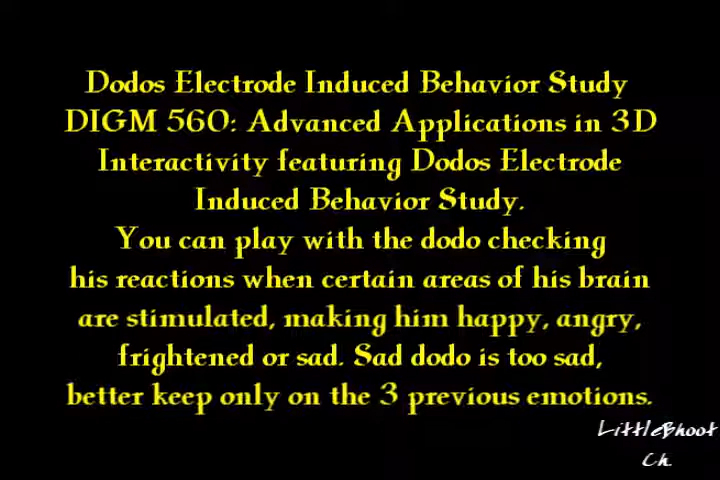 Dodos Electrode Induced Behavior Study
DIGM 560: Advanced Applications in 3D
Interactivity featuring Dodos Electrode
Induced Behavior Study.
You can play with the dodo checking
his reactions when certain areas of his brain
are stimulated, making him happy, angry,
frightened or sad. Sad dodo is too sad,
better keep only on the 3 previous emotions.
LittleBhoot
Ch